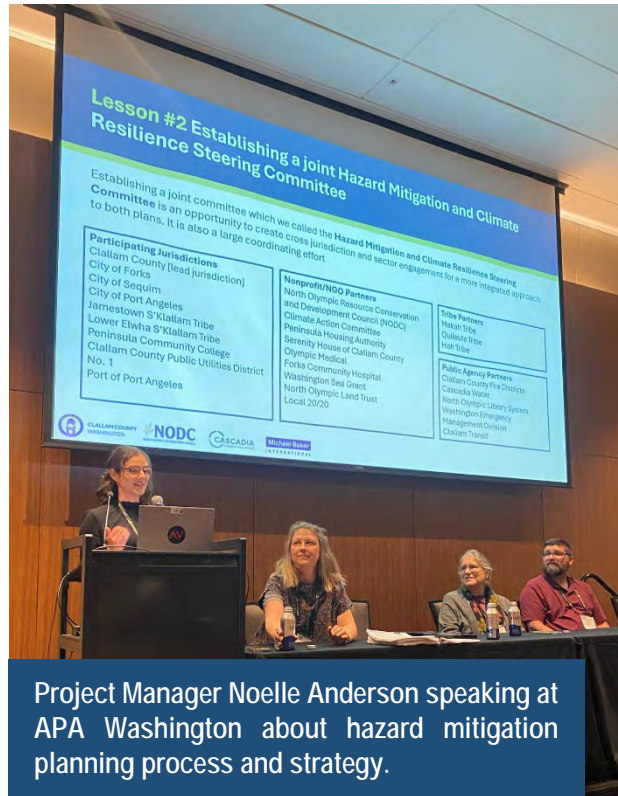 Lesson #2 Establishing a joint Hazard Mitigation and Climate
Resilience Steering Committee
Establishing a joint committee which we called the Hazard Mitigation and Climate Resilience Steering
Committee is an opportunity to create cross jurisdiction and sector engagement for a more integrated approach
to both plans. It is also a large coordinating effort
Participating Jurisdictions
Clallam County [lead jurisdiction]
City of Forks
City of Sequim
City of Port Angeles
Jamestown S'Klallam Tribe
Lower Elwha S'Klallam Tribe
Peninsula Community College
Clallam County Public Utilities District
No. 1
Port of Port Angeles
Nonprofit/NGO Partners
North Olympic Resource Conservation
and Development Council (NODC)
Climate Action Committee
Peninsula Housing Authority
Serenity House of Clallam County
Olympic Medical
Forks Community Hospital
Washington Sea Grant
North Olympic Land Trust
Local 20/20
Tribe Partners
Makah Tribe
Quileute Tribe
Hoh Tribe
Public Agency Partners
Clallam County Fire Districts
Cascadia Water
North Olympic Library System
Washington Emergency
Management Division
Clallam Transit
CLALLAM COUNTY
WASHINGTON
NODC
CASCADIA
Michael Baker
INTERNATIONAL
AV
Project Manager Noelle Anderson speaking at
APA Washington about hazard mitigation
planning process and strategy.